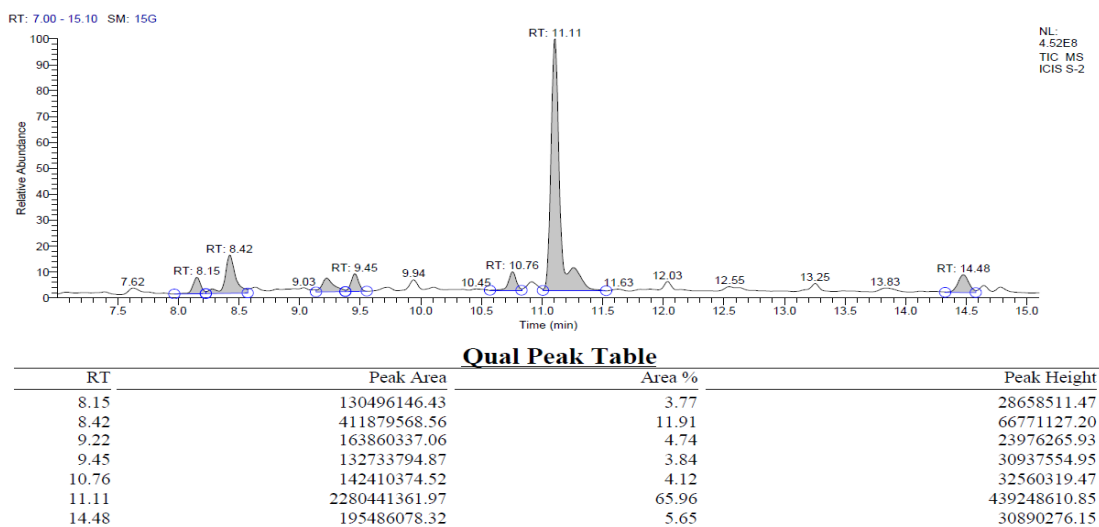 RT: 7.00 - 15.10 SM: 15G
RT: 11.11
NL:
4.52E8
TIC MS
ICIS S-2
100
90
80
70
60
50
40
30
20
10
0
Relative Abundance
7.62
RT: 8.15
RT: 8.42
9.03
RT: 9.45
9.94
10.45
RT: 10.76
11.63
12.03
12.55
13.25
13.83
RT: 14.48
7.5 8.0 8.5 9.0 9.5 10.0 10.5 11.0 11.5 12.0 12.5 13.0 13.5 14.0 14.5 15.0
Time (min)
Qual Peak Table
RT Peak Area Area % Peak Height
8.15 130496146.43 3.77 28658511.47
8.42 411879568.56 11.91 66771127.20
9.22 163860337.06 4.74 23976265.93
9.45 132733794.87 3.84 30937554.95
10.76 142410374.52 4.12 32560319.47
11.11 2280441361.97 65.96 439248610.85
14.48 195486078.32 5.65 30890276.15